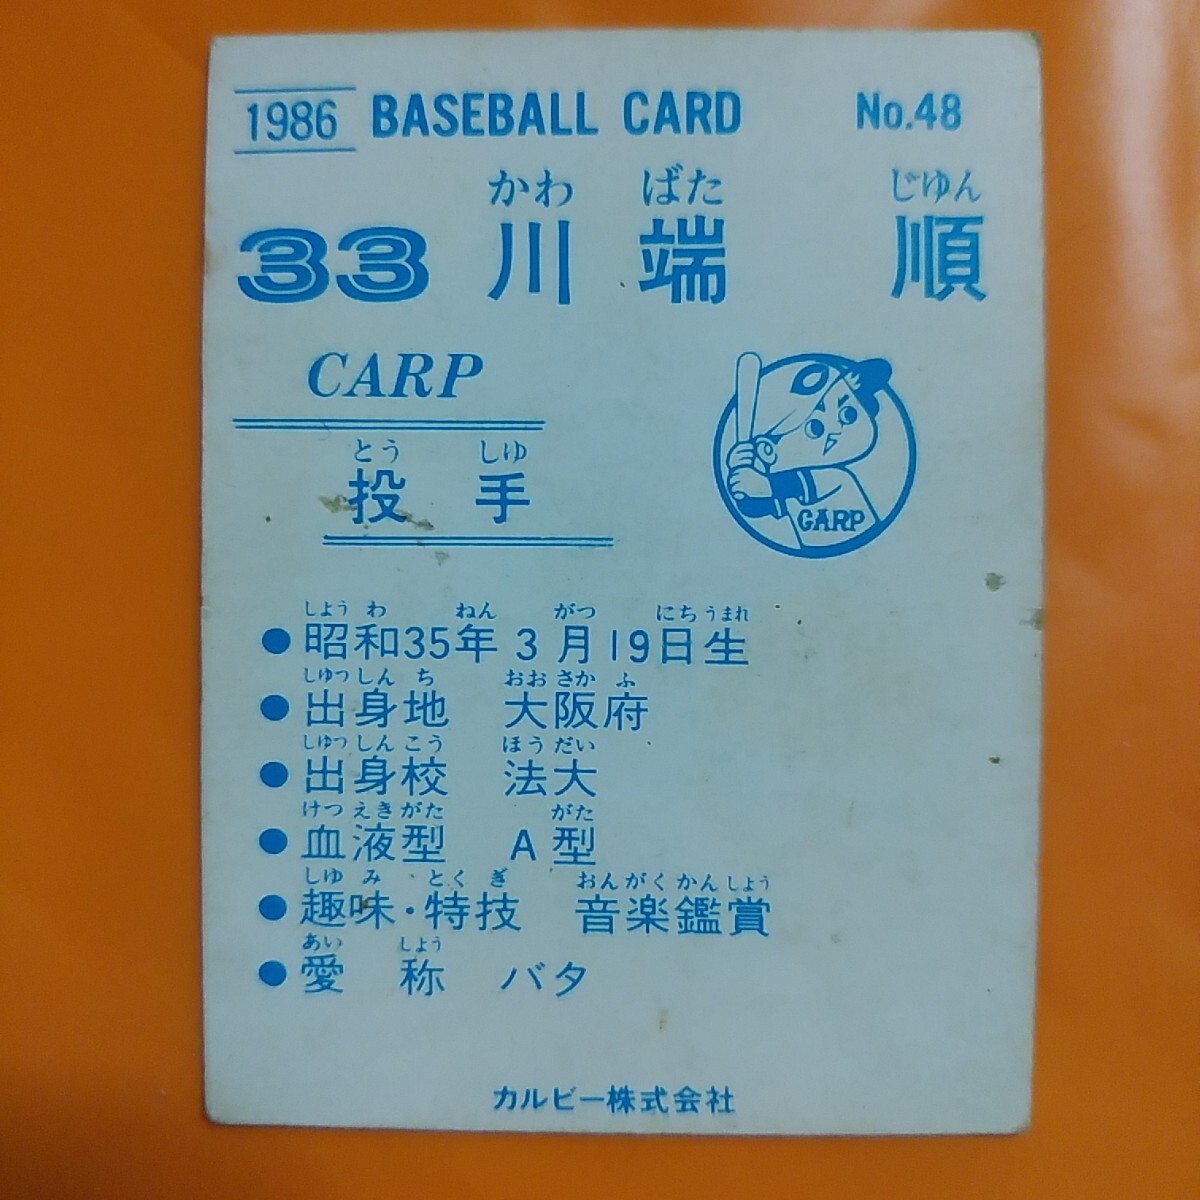 1986 BASEBALL CARD No.48
かわ ばた じゆん
33 川端 順
CARP
とう しゆ
投手
CARP
しょう わ ねん がつ にち うまれ
●昭和35年3月19日生
しゅっ しん ち おお さか ふ
●出身地 大阪府
しゅっ しん こう ほう だい
●出身校 法大
けつ えき がた がた
●血液型 A型
しゆ み とく ぎ おん がく かん しょう
●趣味・特技 音楽鑑賞
あい しょう
●愛称 バタ
カルビー株式会社